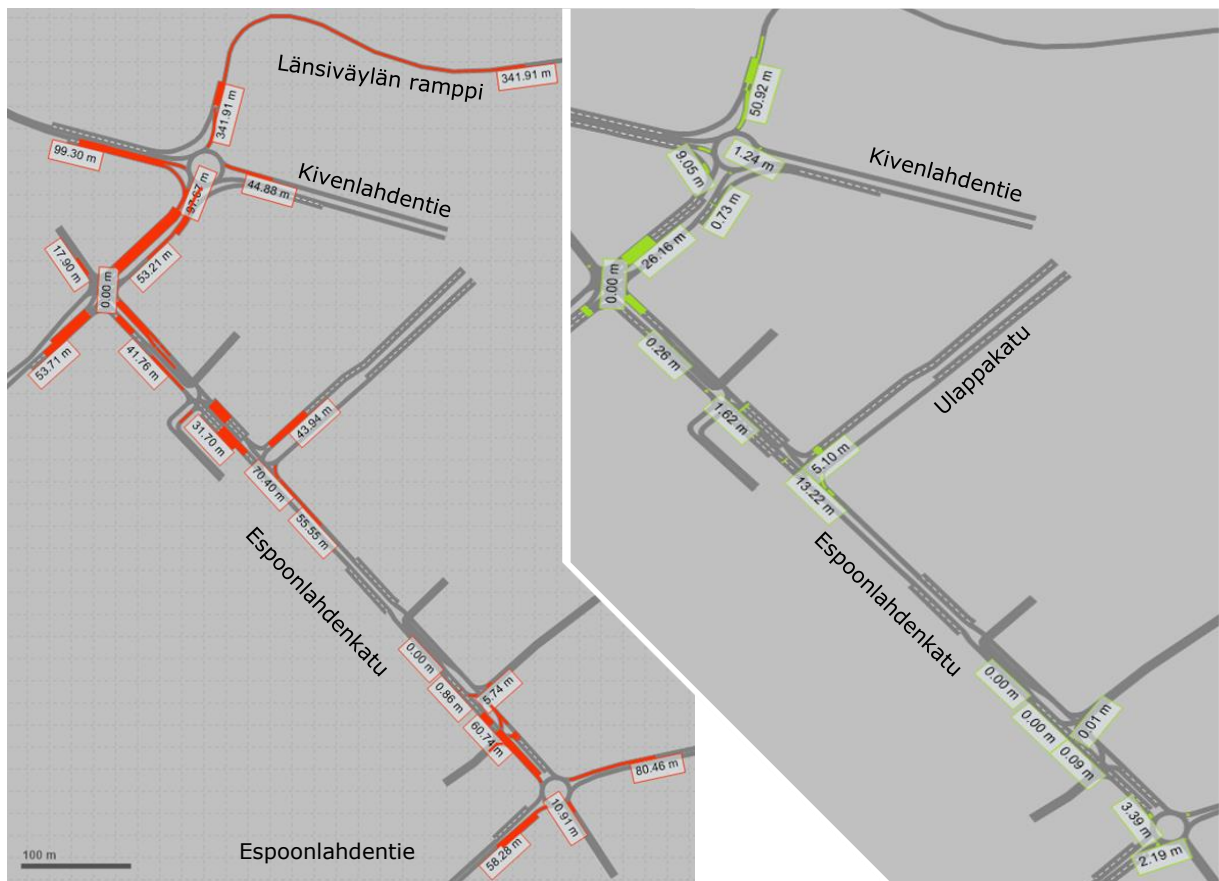 Länsiväylän ramppi
341.91 m
341.91 m
99.30 m
97.67 m
44.88 m
Kivenlahdentie
17.90 m
0.00 m
53.21 m
53.71 m
41.76 m
31.70 m
43.94 m
70.40 m
55.55 m
Espoonlahdenkatu
0.00 m
0.86 m
5.74 m
60.74 m
80.46 m
10.91 m
58.28 m
Espoonlahdentie
100 m
50.92 m
9.05 m
1.24 m
Kivenlahdentie
0.73 m
26.16 m
0.00 m
0.26 m
1.62 m
Ulappakatu
5.10 m
13.22 m
Espoonlahdenkatu
0.00 m
0.00 m
0.01 m
0.09 m
3.39 m
2.19 m